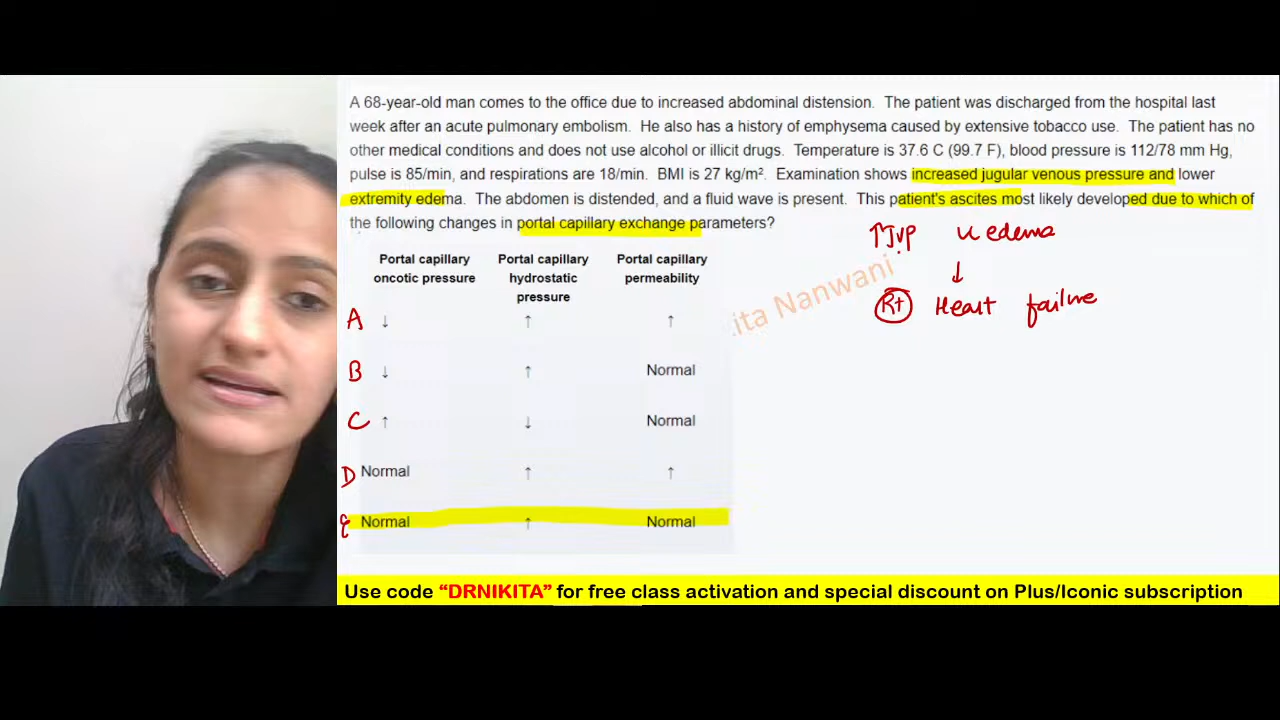 A 68-year-old man comes to the office due to increased abdominal distension. The patient was discharged from the hospital last
week after an acute pulmonary embolism. He also has a history of emphysema caused by extensive tobacco use. The patient has no
other medical conditions and does not use alcohol or illicit drugs. Temperature is 37.6 C (99.7 F), blood pressure is 112/78 mm Hg,
pulse is 85/min, and respirations are 18/min. BMI is 27 kg/m². Examination shows increased jugular venous pressure and lower
extremity edema. The abdomen is distended, and a fluid wave is present. This patient's ascites most likely developed due to which of
the following changes in portal capillary exchange parameters?
↑JVP LL edema
↓
Rt Heart failure
ita Nanwani
Portal capillary oncotic pressure
Portal capillary hydrostatic pressure
Portal capillary permeability
A ↓ ↑ ↑
B ↓ ↑ Normal
C ↑ ↓ Normal
D Normal ↑ ↑
E Normal ↑ Normal
Use code “DRNIKITA” for free class activation and special discount on Plus/Iconic subscription